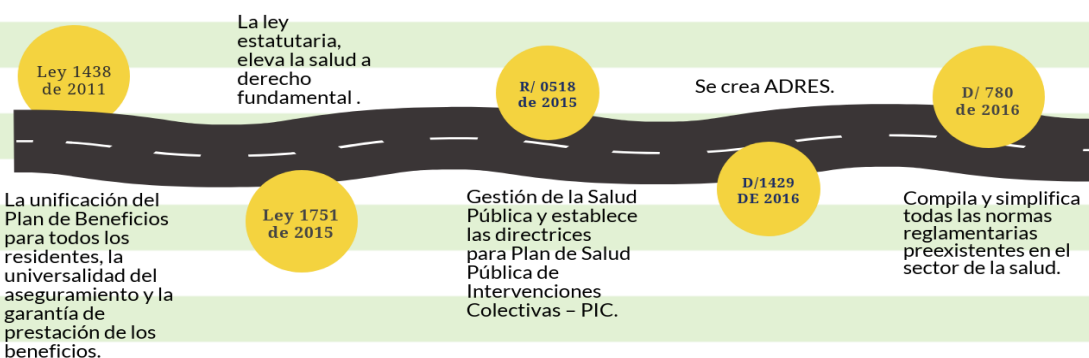 Ley 1438
de 2011
La unificación del
Plan de Beneficios
para todos los
residentes, la
universalidad del
aseguramiento y la
garantía de
prestación de los
beneficios.
La ley
estatutaria,
eleva la salud a
derecho
fundamental .
Ley 1751
de 2015
R/ 0518
de 2015
Gestión de la Salud
Pública y establece
las directrices
para Plan de Salud
Pública de
Intervenciones
Colectivas – PIC.
Se crea ADRES.
D/1429
DE 2016
D/ 780
de 2016
Compila y simplifica
todas las normas
reglamentarias
preexistentes en el
sector de la salud.